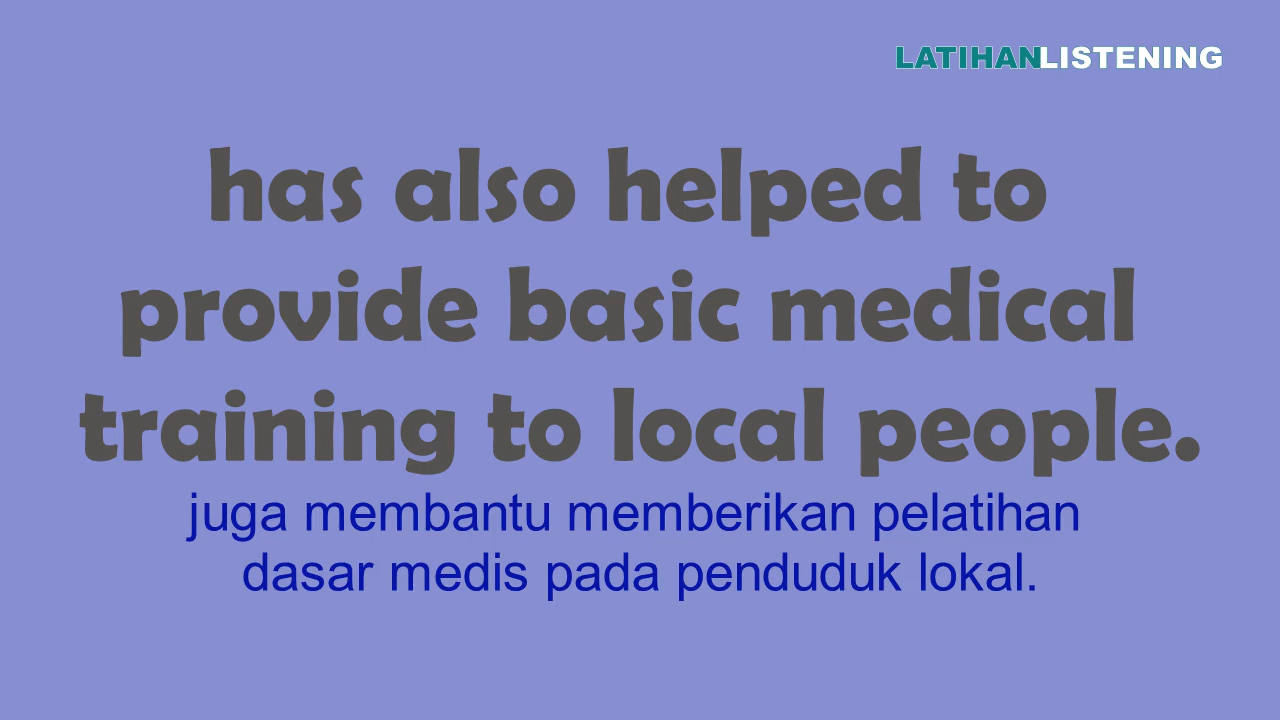 LATIHANLISTENING
has also helped to
provide basic medical
training to local people.
juga membantu memberikan pelatihan
dasar medis pada penduduk lokal.